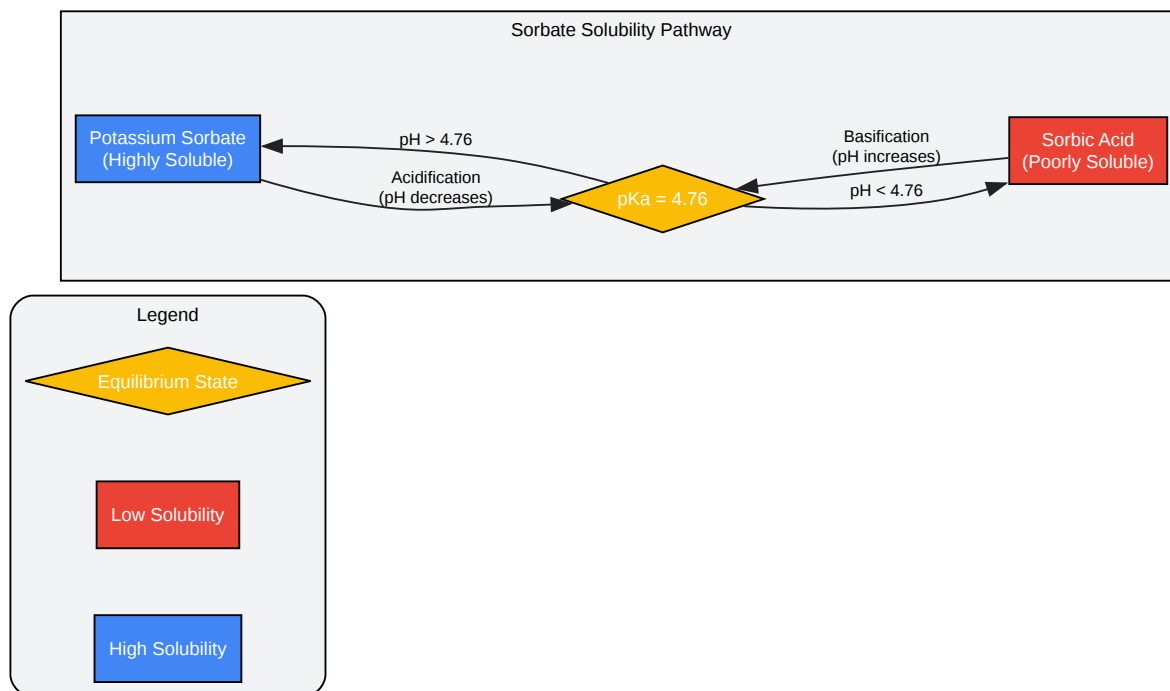 Sorbate Solubility Pathway
Potassium Sorbate
(Highly Soluble)
pH > 4.76
Acidification
(pH decreases)
pKa = 4.76
Basification
(pH increases)
pH < 4.76
Sorbic Acid
(Poorly Soluble)
Legend
Equilibrium State
Low Solubility
High Solubility